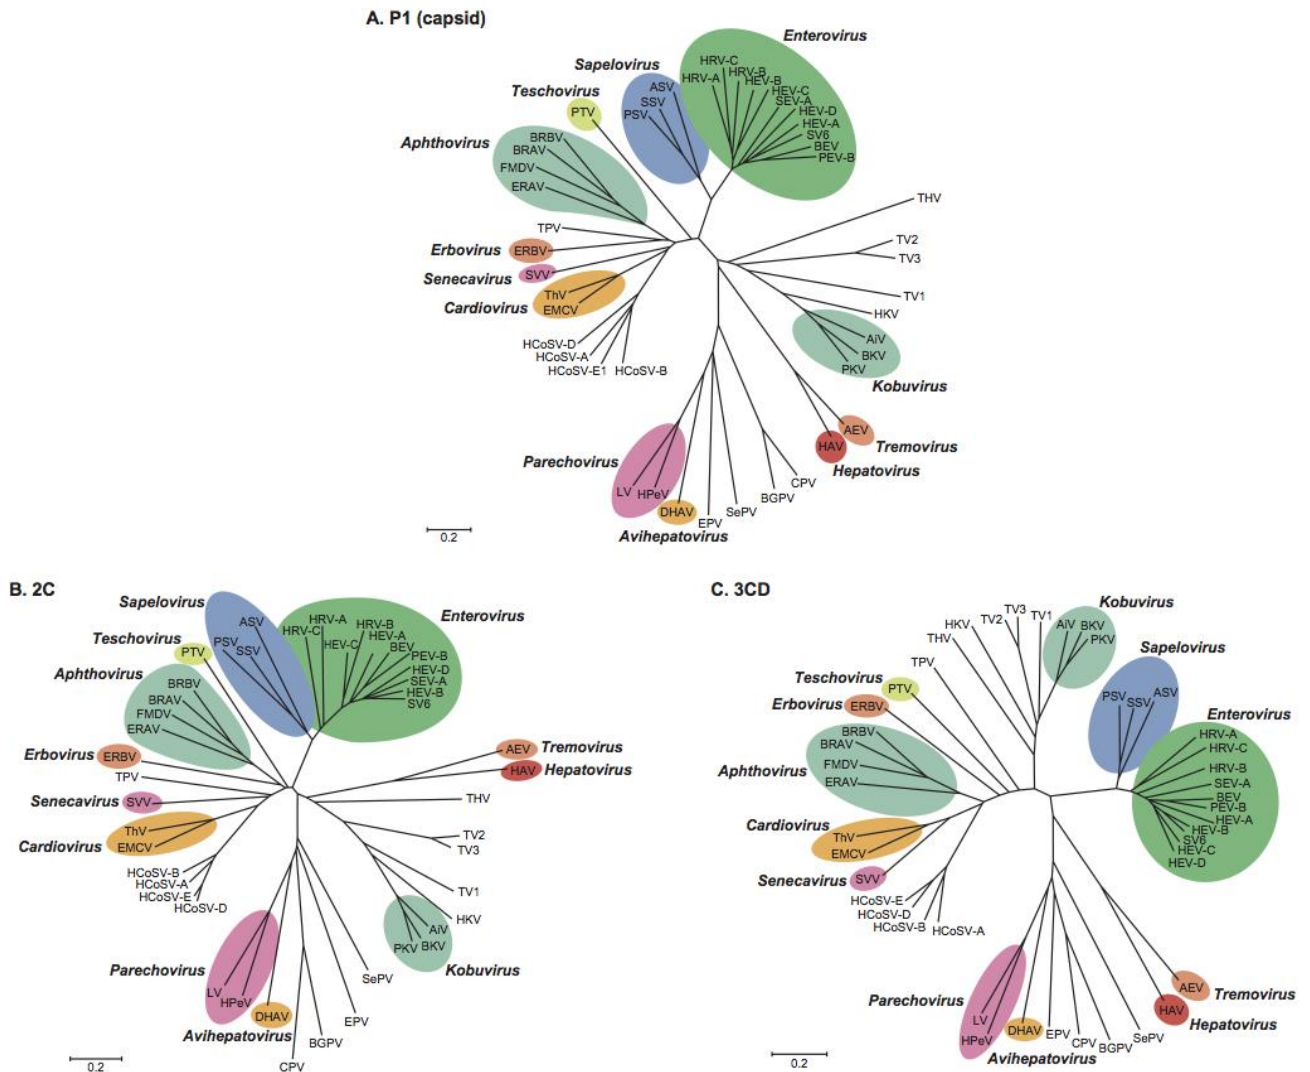 A. P1 (capsid)
Enterovirus
HRV-C
HRV-B
HRV-A
HEV-B
HEV-C
SEV-A
HEV-D
HEV-A
SV6
BEV
PEV-B
Sapelovirus
ASV
SSV
PSV
Teschovirus
PTV
Aphthovirus
BRBV
BRAV
FMDV
ERAV
TPV
Erbovirus
ERBV
Senecavirus
SVV
Cardiovirus
ThV
EMCV
HCoSV-D
HCoSV-A
HCoSV-E1
HCoSV-B
THV
TV2
TV3
TV1
HKV
AiV
BKV
PKV
Kobuvirus
AEV
Tremovirus
HAV
Hepatovirus
Parechovirus
LV
HPeV
DHAV
Avihepatovirus
EPV
SePV
BGPV
CPV
0.2
B. 2C
Sapelovirus
ASV
PSV
SSV
Enterovirus
HRV-A
HRV-C
HRV-B
HEV-A
HEV-C
BEV
PEV-B
HEV-D
SEV-A
HEV-B
SV6
Teschovirus
PTV
Aphthovirus
BRBV
BRAV
FMDV
ERAV
Erbovirus
ERBV
TPV
Senecavirus
SVV
Cardiovirus
ThV
EMCV
HCoSV-B
HCoSV-A
HCoSV-E
HCoSV-D
AEV
Tremovirus
HAV
Hepatovirus
THV
TV2
TV3
TV1
HKV
AiV
BKV
PKV
Kobuvirus
Parechovirus
LV
HPeV
DHAV
Avihepatovirus
SePV
EPV
BGPV
CPV
0.2
C. 3CD
Kobuvirus
AiV
BKV
PKV
TV1
TV3
TV2
HKV
THV
TPV
Sapelovirus
PSV
SSV
ASV
Enterovirus
HRV-A
HRV-C
HRV-B
SEV-A
BEV
PEV-B
HEV-A
HEV-B
SV6
HEV-C
HEV-D
Teschovirus
PTV
Erbovirus
ERBV
Aphthovirus
BRBV
BRAV
FMDV
ERAV
Cardiovirus
ThV
EMCV
Senecavirus
SVV
HCoSV-E
HCoSV-D
HCoSV-B
HCoSV-A
Parechovirus
LV
HPeV
DHAV
Avihepatovirus
EPV
CPV
BGPV
SePV
AEV
Tremovirus
HAV
Hepatovirus
0.2